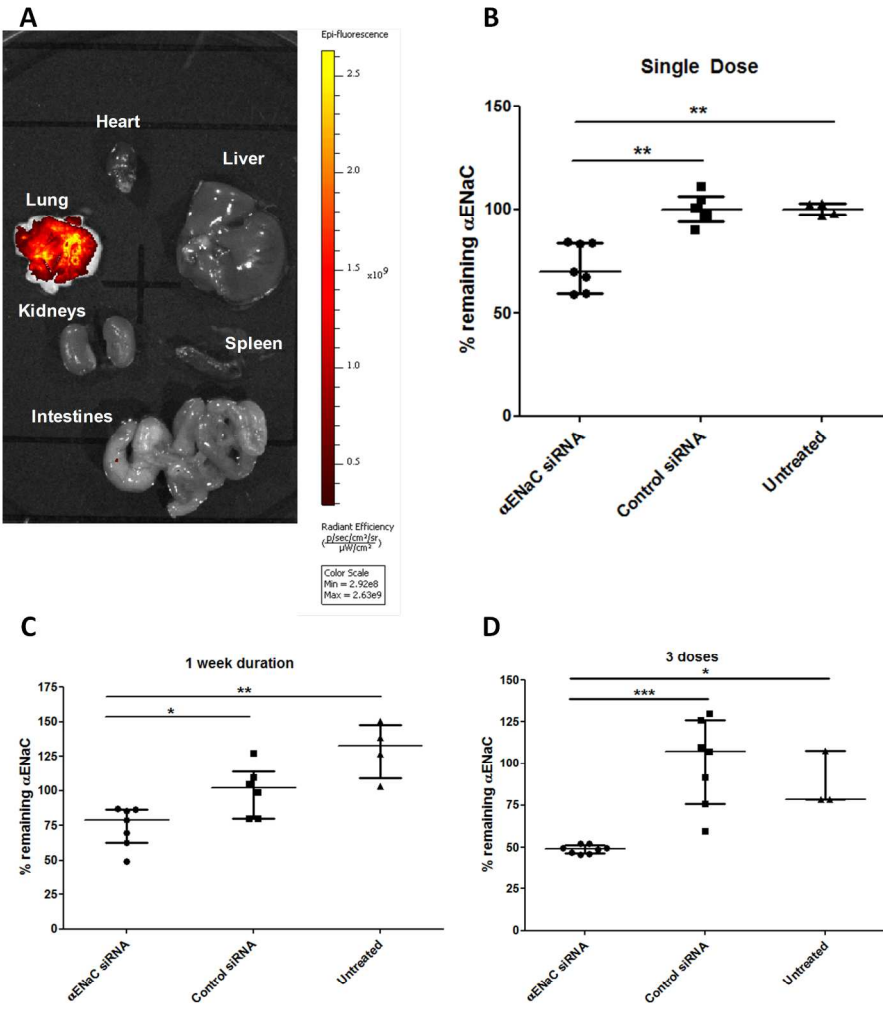 A
Heart
Liver
Lung
Kidneys
Spleen
Intestines
Epi-fluorescence
2.5
2.0
1.5
x10⁹
1.0
0.5
Radiant Efficiency
(p/sec/cm²/sr
µW/cm²)
Color Scale
Min = 2.92e8
Max = 2.63e9
B
Single Dose
**
**
150
100
50
0
% remaining αENaC
αENaC siRNA
Control siRNA
Untreated
C
1 week duration
**
*
175
150
125
100
75
50
25
0
% remaining αENaC
αENaC siRNA
Control siRNA
Untreated
D
3 doses
*
***
150
125
100
75
50
25
0
% remaining αENaC
αENaC siRNA
Control siRNA
Untreated